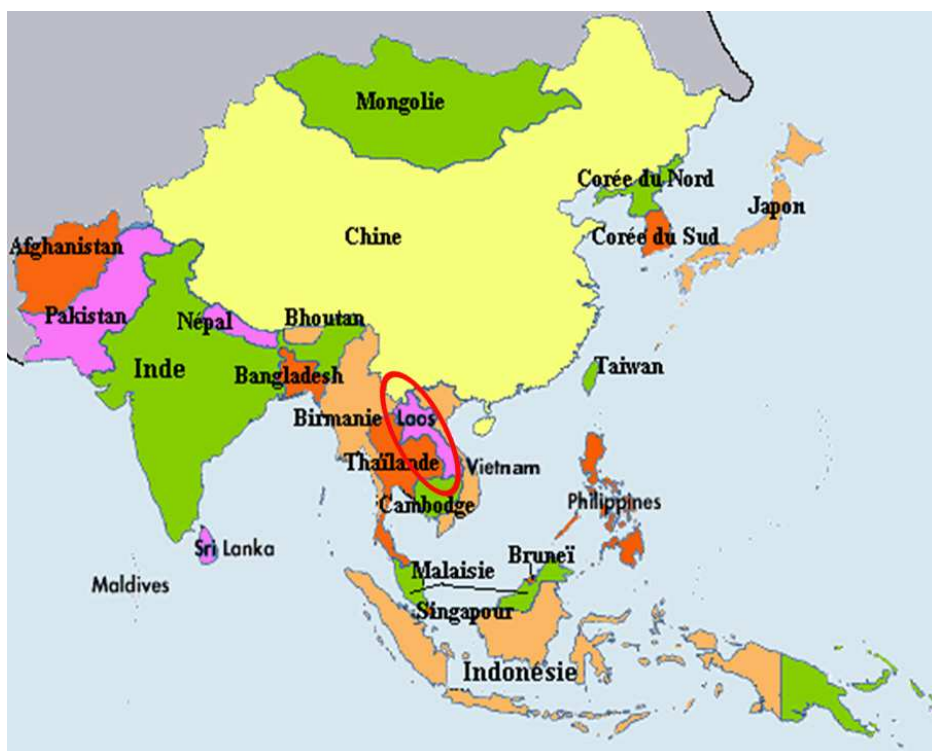 Mongolie
Corée du Nord
Japon
Afghanistan
Chine
Corée du Sud
Pakistan
Népal
Bhoutan
Inde
Bangladesh
Taiwan
Birmanie
Laos
Thaïlande
Vietnam
Cambodge
Philippines
Sri Lanka
Maldives
Bruneï
Malaisie
Singapour
Indonésie